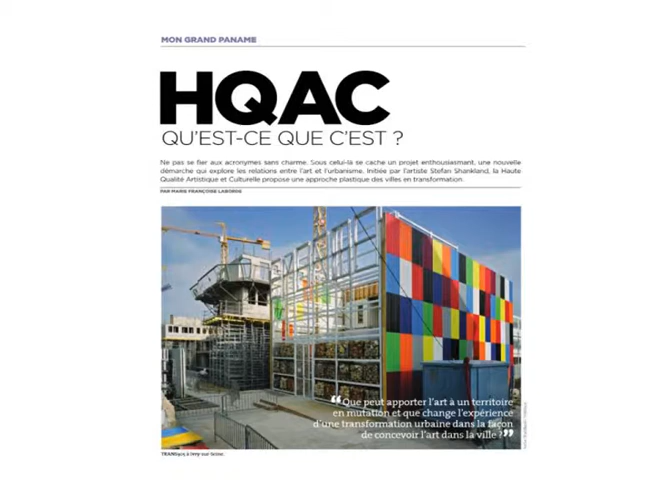 MON GRAND PANAME
HQAC
QU'EST-CE QUE C'EST ?
Ne pas se fier aux acronymes sans charme. Sous celui-là se cache un projet enthousiasmant, une nouvelle
démarche qui explore les relations entre l'art et l'urbanisme. Initiée par l'artiste Stefan Shankland, la Haute
Qualité Artistique et Culturelle propose une approche plastique des villes en transformation.
PAR MARIE FRANÇOISE LABORDE
“Que peut apporter l'art à un territoire
en mutation et que change l'expérience
d'une transformation urbaine dans la façon
de concevoir l'art dans la ville ?”
à Ivry-sur-Seine.